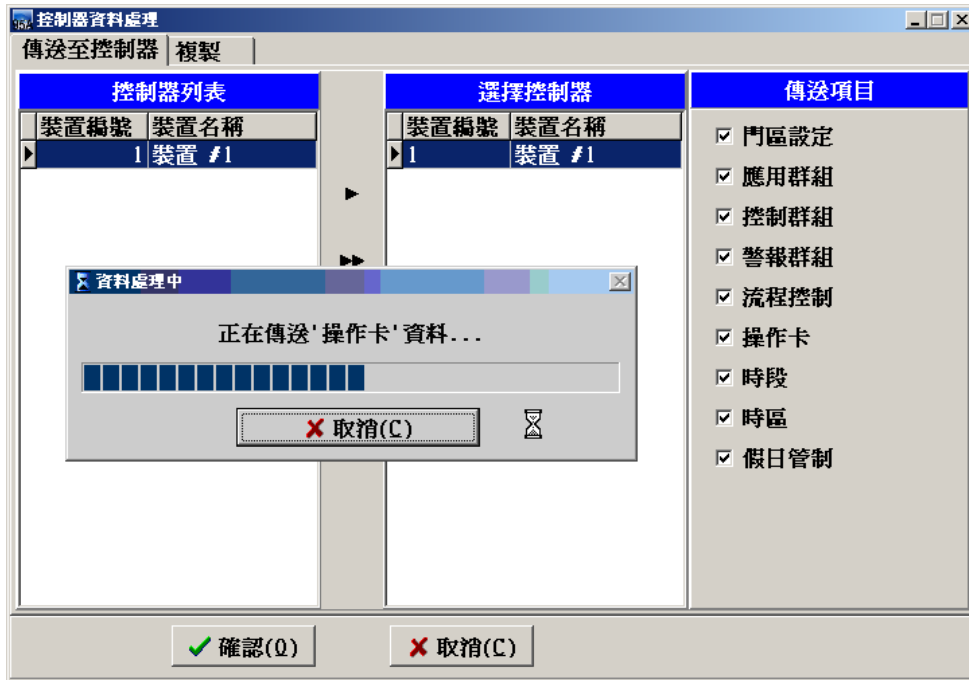 控制器資料處理
傳送至控制器 複製
控制器列表
裝置編號 裝置名稱
1 裝置 #1
選擇控制器
裝置編號 裝置名稱
1 裝置 #1
傳送項目
門區設定
應用群組
控制群組
警報群組
流程控制
操作卡
時段
時區
假日管制
資料處理中
正在傳送'操作卡'資料...
取消(C)
確認(O) 取消(C)